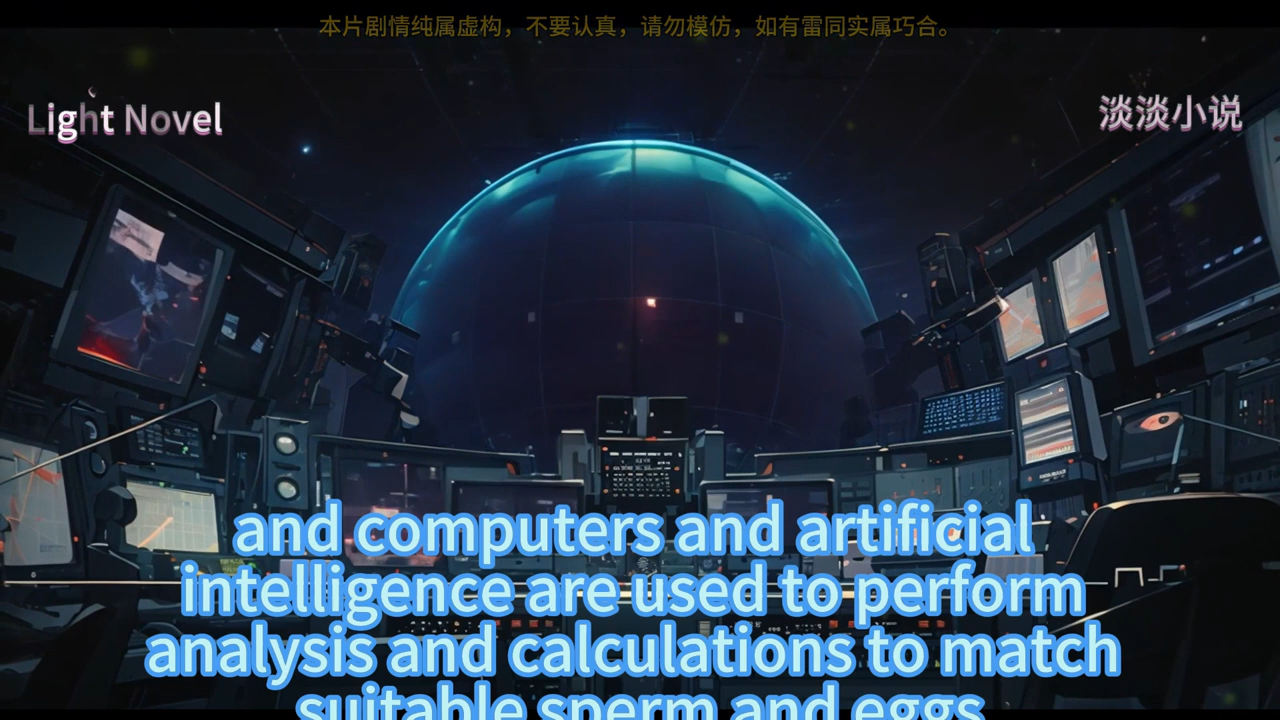 本片剧情纯属虚构，不要认真，请勿模仿，如有雷同实属巧合。
Light Novel
淡淡小说
and computers and artificial
intelligence are used to perform
analysis and calculations to match
suitable sperm and eggs